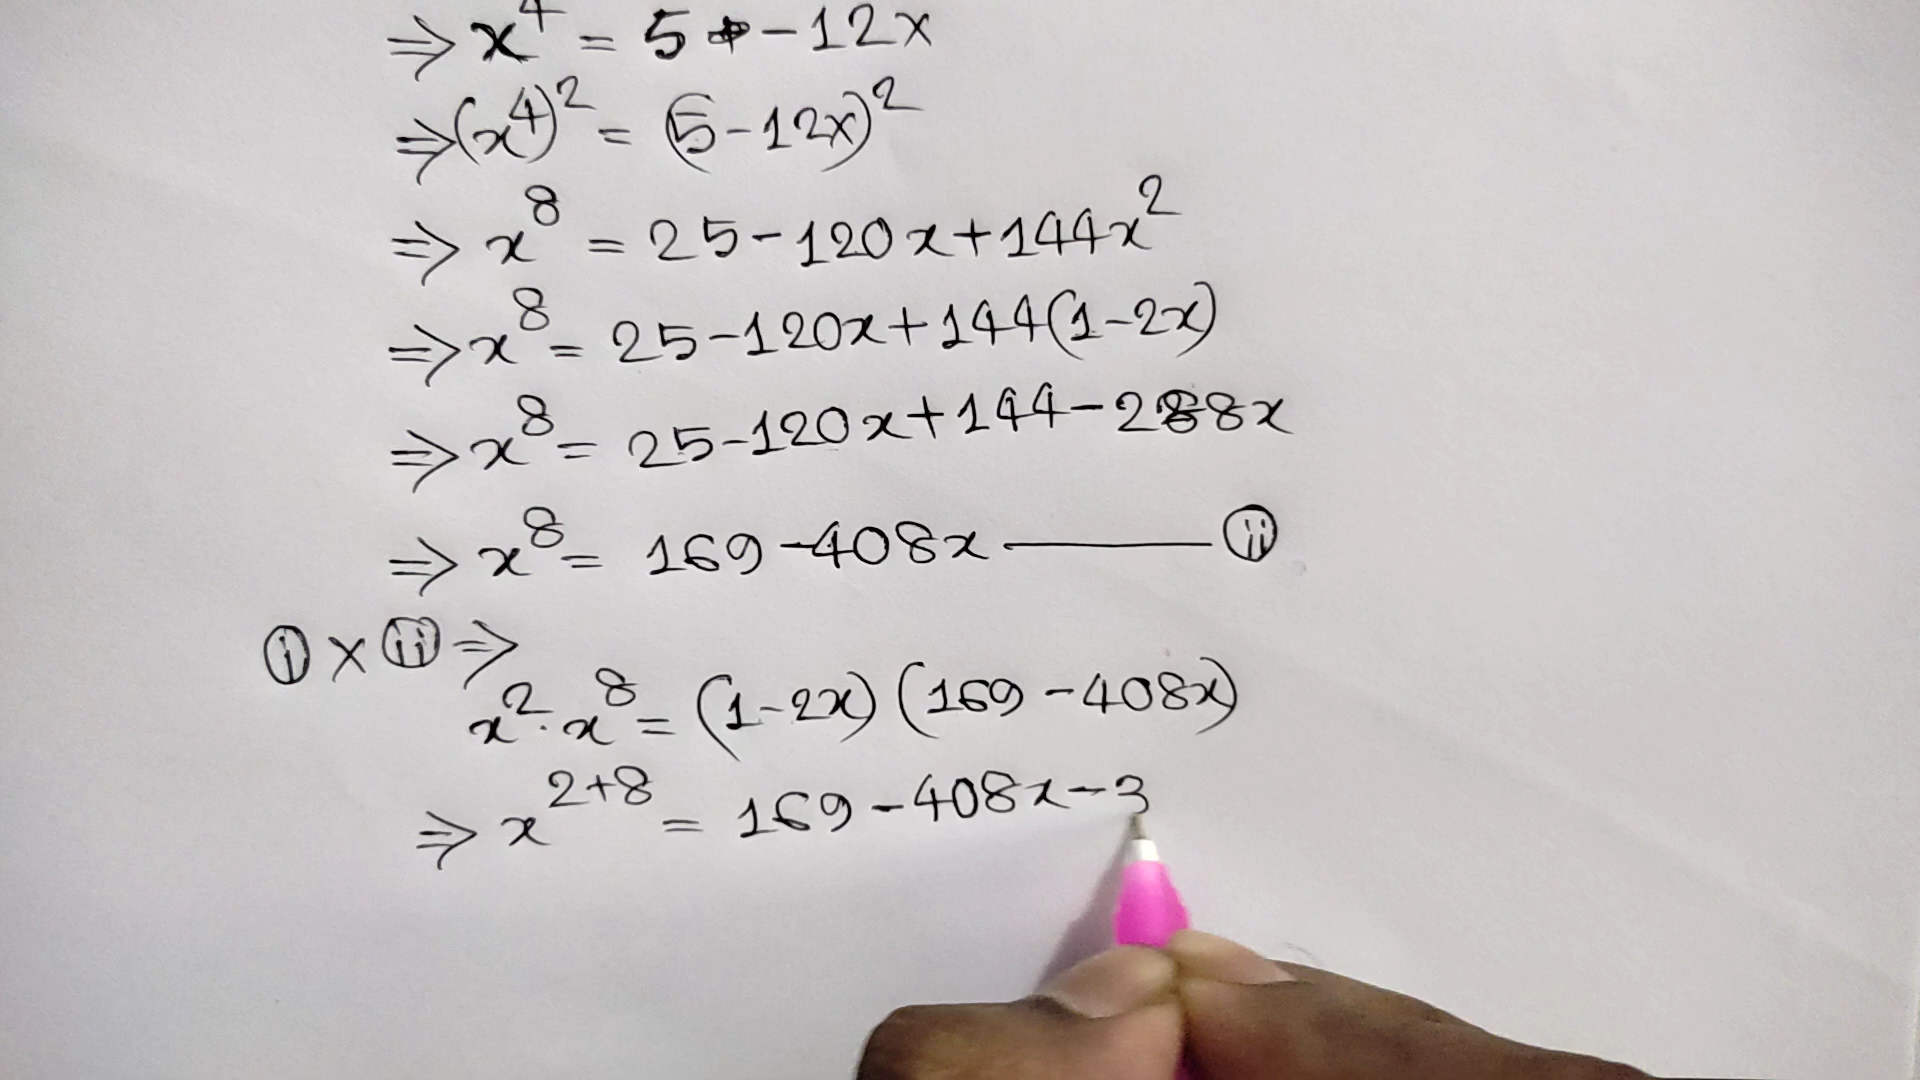 ⇒ x⁴ = 5 - 12x
⇒ (x⁴)² = (5 - 12x)²
⇒ x⁸ = 25 - 120x + 144x²
⇒ x⁸ = 25 - 120x + 144(1 - 2x)
⇒ x⁸ = 25 - 120x + 144 - 288x
⇒ x⁸ = 169 - 408x ——— (ii)
(i) × (ii) ⇒
x² · x⁸ = (1 - 2x) (169 - 408x)
⇒ x²⁺⁸ = 169 - 408x - 3